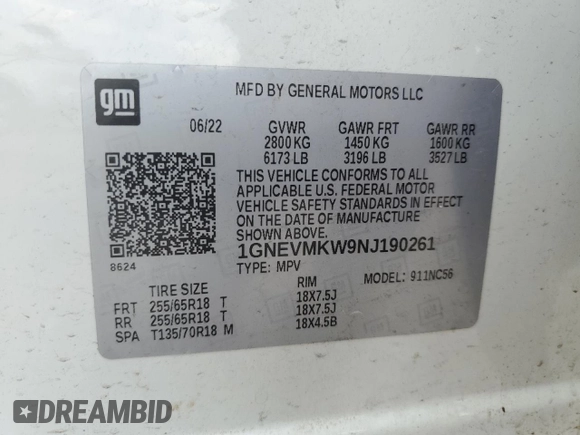 gm
MFD BY GENERAL MOTORS LLC
06/22 GVWR GAWR FRT GAWR RR
2800 KG 1450 KG 1600 KG
6173 LB 3196 LB 3527 LB
THIS VEHICLE CONFORMS TO ALL
APPLICABLE U.S. FEDERAL MOTOR
VEHICLE SAFETY STANDARDS IN EFFECT
ON THE DATE OF MANUFACTURE
SHOWN ABOVE.
8624
1GNEVMKW9NJ190261
TYPE: MPV MODEL: 911NC56
TIRE SIZE RIM
FRT 255/65R18 T 18X7.5J
RR 255/65R18 T 18X7.5J
SPA T135/70R18 M 18X4.5B
DREAMBID